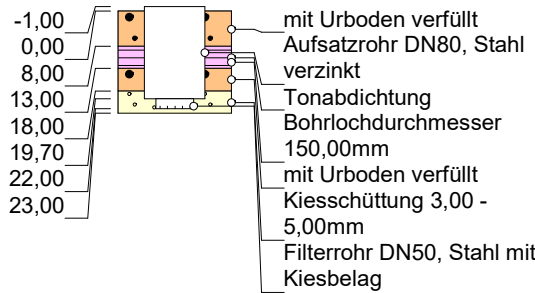 -1,00
0,00
8,00
13,00
18,00
19,70
22,00
23,00
mit Urboden verfüllt
Aufsatzrohr DN80, Stahl
verzinkt
Tonabdichtung
Bohrlochdurchmesser
150,00mm
mit Urboden verfüllt
Kiesschüttung 3,00 -
5,00mm
Filterrohr DN50, Stahl mit
Kiesbelag